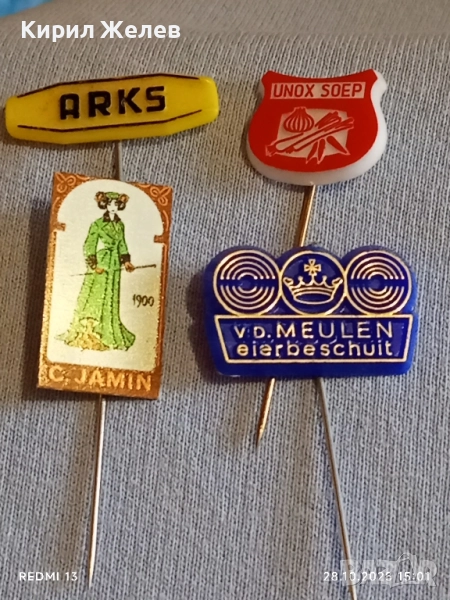 Кирил Желев
ARKS
UNOX SOEP
1900
C. JAMIN
v.d. MEULEN
eierbeschuit
REDMI 13
28.10.2025 15:01